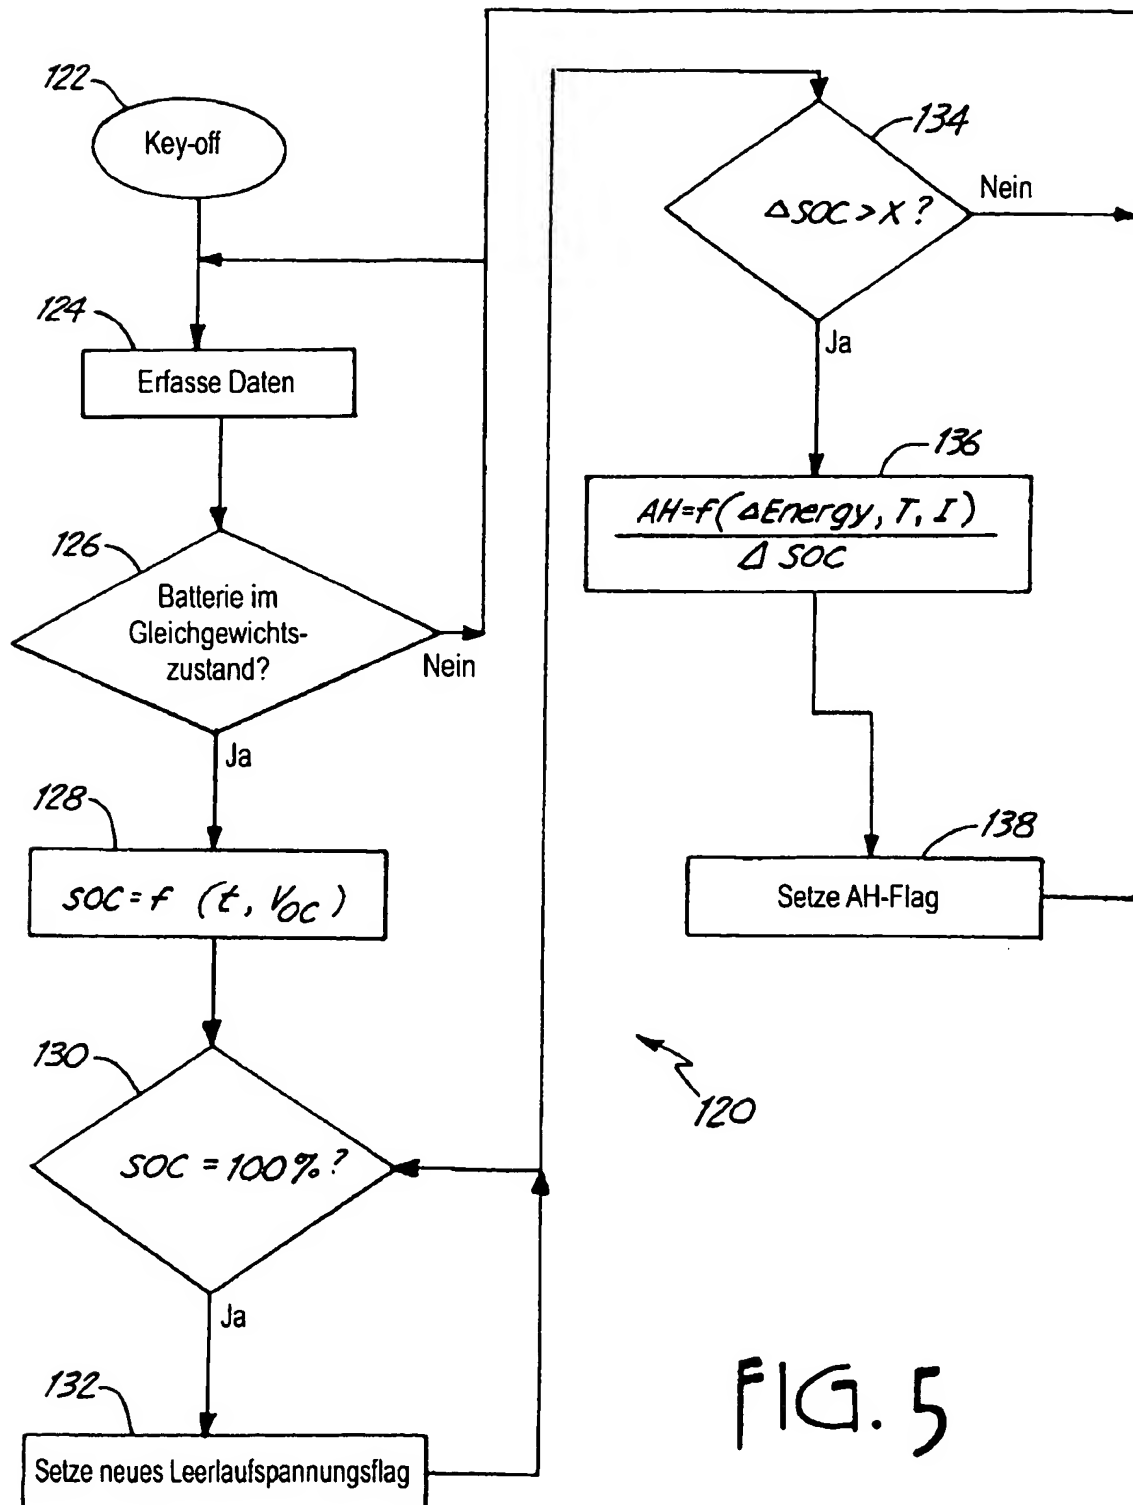 122
Key-off
124
Erfasse Daten
126
Batterie im
Gleichgewichts-
zustand?
Nein
Ja
128
SOC=f (t, VOC)
130
SOC = 100%?
Ja
132
Setze neues Leerlaufspannungsflag
134
ΔSOC>X?
Nein
Ja
136
AH=f(ΔEnergy, T, I)
Δ SOC
138
Setze AH-Flag
120
FIG. 5